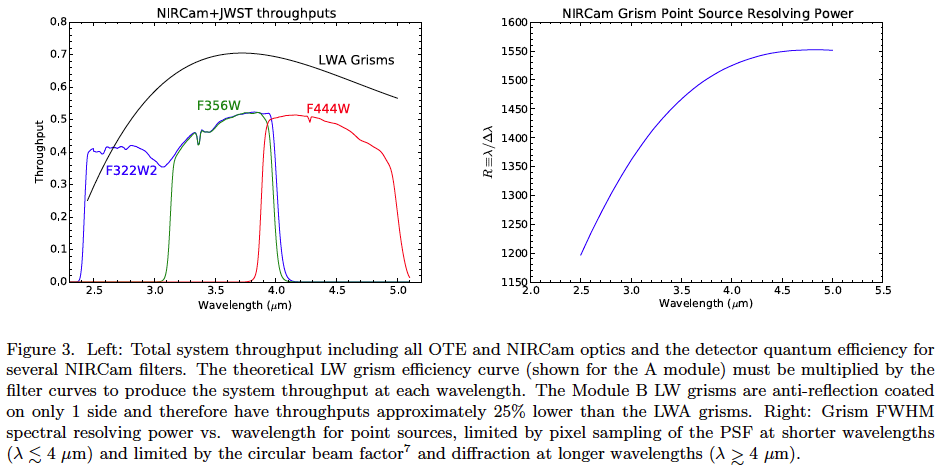 NIRCam+JWST throughputs
0.8
0.7
0.6
0.5
0.4
0.3
0.2
0.1
0.0
Throughput
LWA Grisms
F356W
F444W
F322W2
2.5 3.0 3.5 4.0 4.5 5.0
Wavelength (μm)
NIRCam Grism Point Source Resolving Power
1600
1550
1500
1450
1400
1350
1300
1250
1200
1150
R≡λ/Δλ
2.0 2.5 3.0 3.5 4.0 4.5 5.0 5.5
Wavelength (μm)
Figure 3. Left: Total system throughput including all OTE and NIRCam optics and the detector quantum efficiency for
several NIRCam filters. The theoretical LW grism efficiency curve (shown for the A module) must be multiplied by the
filter curves to produce the system throughput at each wavelength. The Module B LW grisms are anti-reflection coated
on only 1 side and therefore have throughputs approximately 25% lower than the LWA grisms. Right: Grism FWHM
spectral resolving power vs. wavelength for point sources, limited by pixel sampling of the PSF at shorter wavelengths
(λ ≲ 4 μm) and limited by the circular beam factor⁷ and diffraction at longer wavelengths (λ ≳ 4 μm).